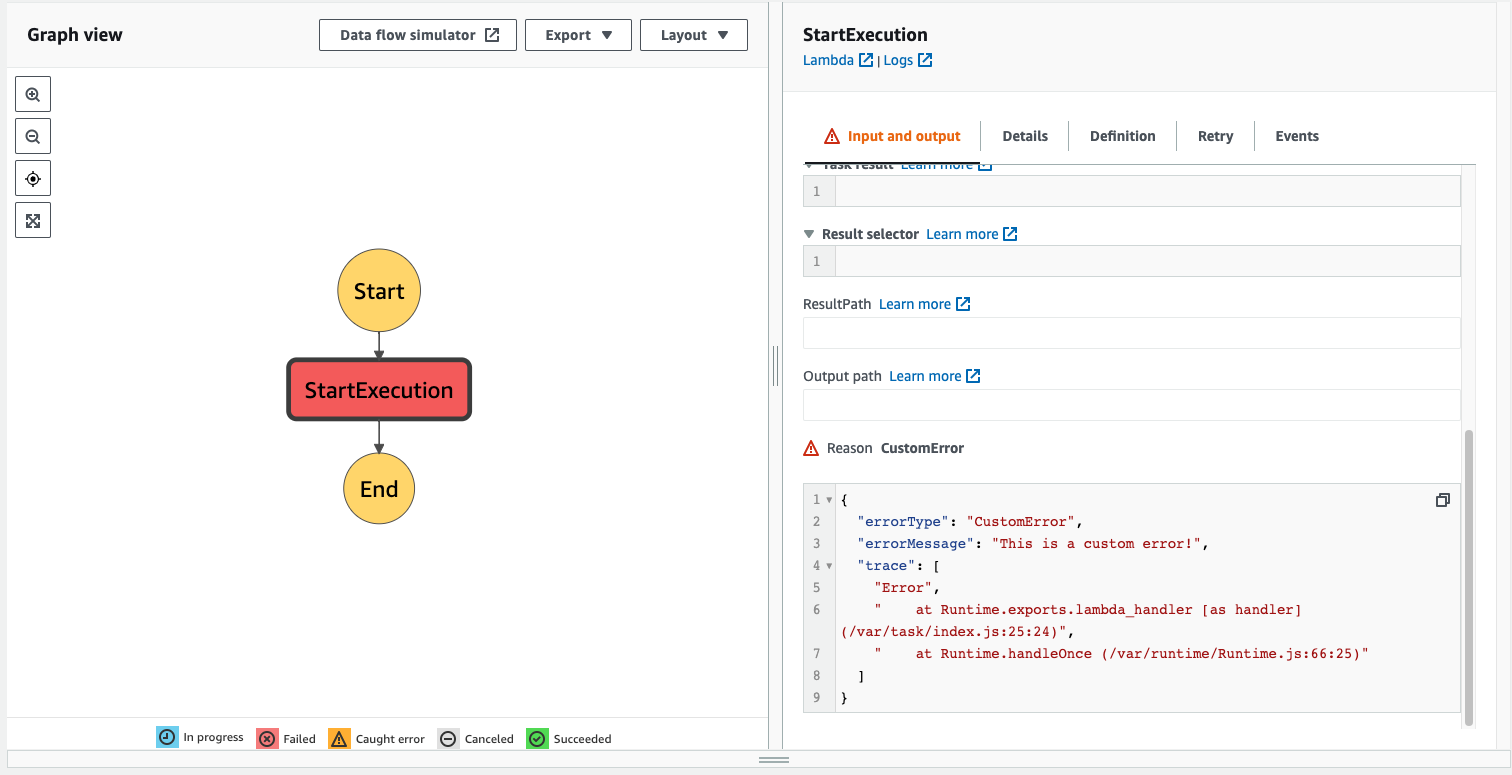 Graph view
Data flow simulator
Export
Layout
Start
StartExecution
End
In progress
Failed
Caught error
Canceled
Succeeded
StartExecution
Lambda | Logs
Input and output
Details
Definition
Retry
Events
Task result Learn more
1
Result selector Learn more
1
ResultPath Learn more
Output path Learn more
Reason CustomError
1 {
2 "errorType": "CustomError",
3 "errorMessage": "This is a custom error!",
4 "trace": [
5 "Error",
6 "    at Runtime.exports.lambda_handler [as handler]
(/var/task/index.js:25:24)",
7 "    at Runtime.handleOnce (/var/runtime/Runtime.js:66:25)"
8 ]
9 }